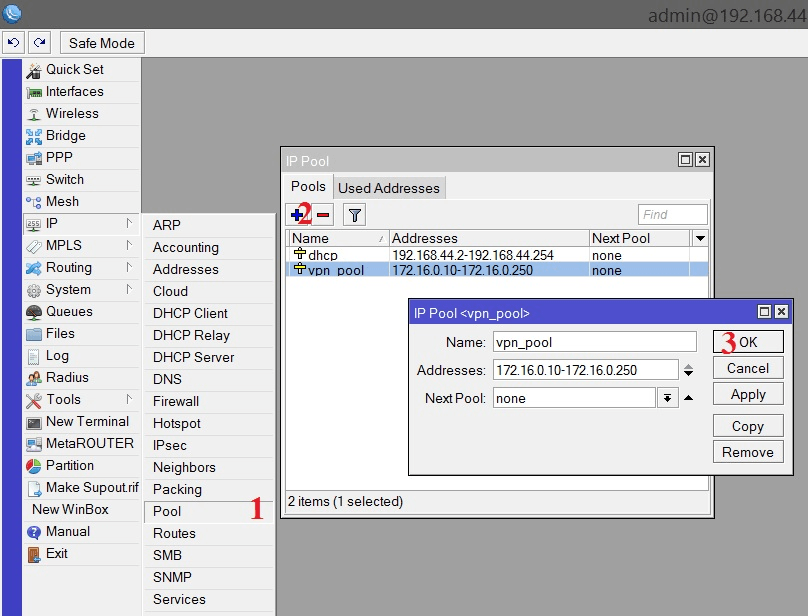 admin@192.168.44
Safe Mode
Quick Set
Interfaces
Wireless
Bridge
PPP
Switch
Mesh
IP
MPLS
Routing
System
Queues
Files
Log
Radius
Tools
New Terminal
MetaROUTER
Partition
Make Supout.rif
New WinBox
Manual
Exit
ARP
Accounting
Addresses
Cloud
DHCP Client
DHCP Relay
DHCP Server
DNS
Firewall
Hotspot
IPsec
Neighbors
Packing
Pool 1
Routes
SMB
SNMP
Services
IP Pool
Pools Used Addresses
2
Find
Name Addresses Next Pool
dhcp 192.168.44.2-192.168.44.254 none
vpn_pool 172.16.0.10-172.16.0.250 none
2 items (1 selected)
IP Pool <vpn_pool>
Name: vpn_pool
Addresses: 172.16.0.10-172.16.0.250
Next Pool: none
3 OK
Cancel
Apply
Copy
Remove